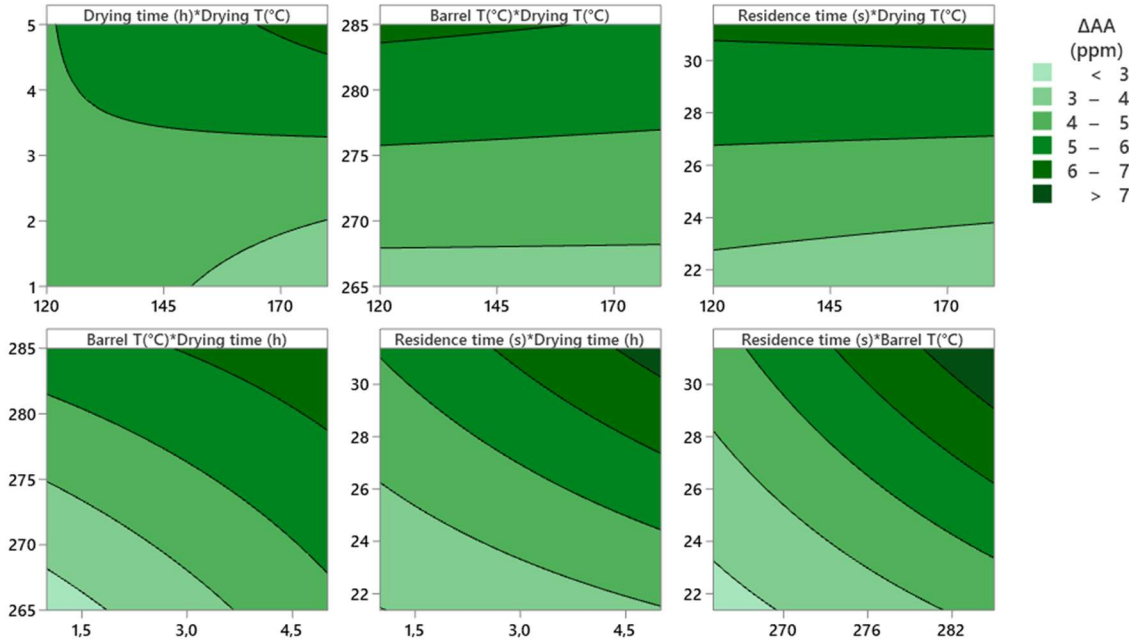 Drying time (h)*Drying T(°C)
5
4
3
2
1
120 145 170
Barrel T(°C)*Drying T(°C)
285
280
275
270
265
120 145 170
Residence time (s)*Drying T(°C)
30
28
26
24
22
120 145 170
ΔAA
(ppm)
< 3
3 – 4
4 – 5
5 – 6
6 – 7
> 7
Barrel T(°C)*Drying time (h)
285
280
275
270
265
1,5 3,0 4,5
Residence time (s)*Drying time (h)
30
28
26
24
22
1,5 3,0 4,5
Residence time (s)*Barrel T(°C)
30
28
26
24
22
270 276 282